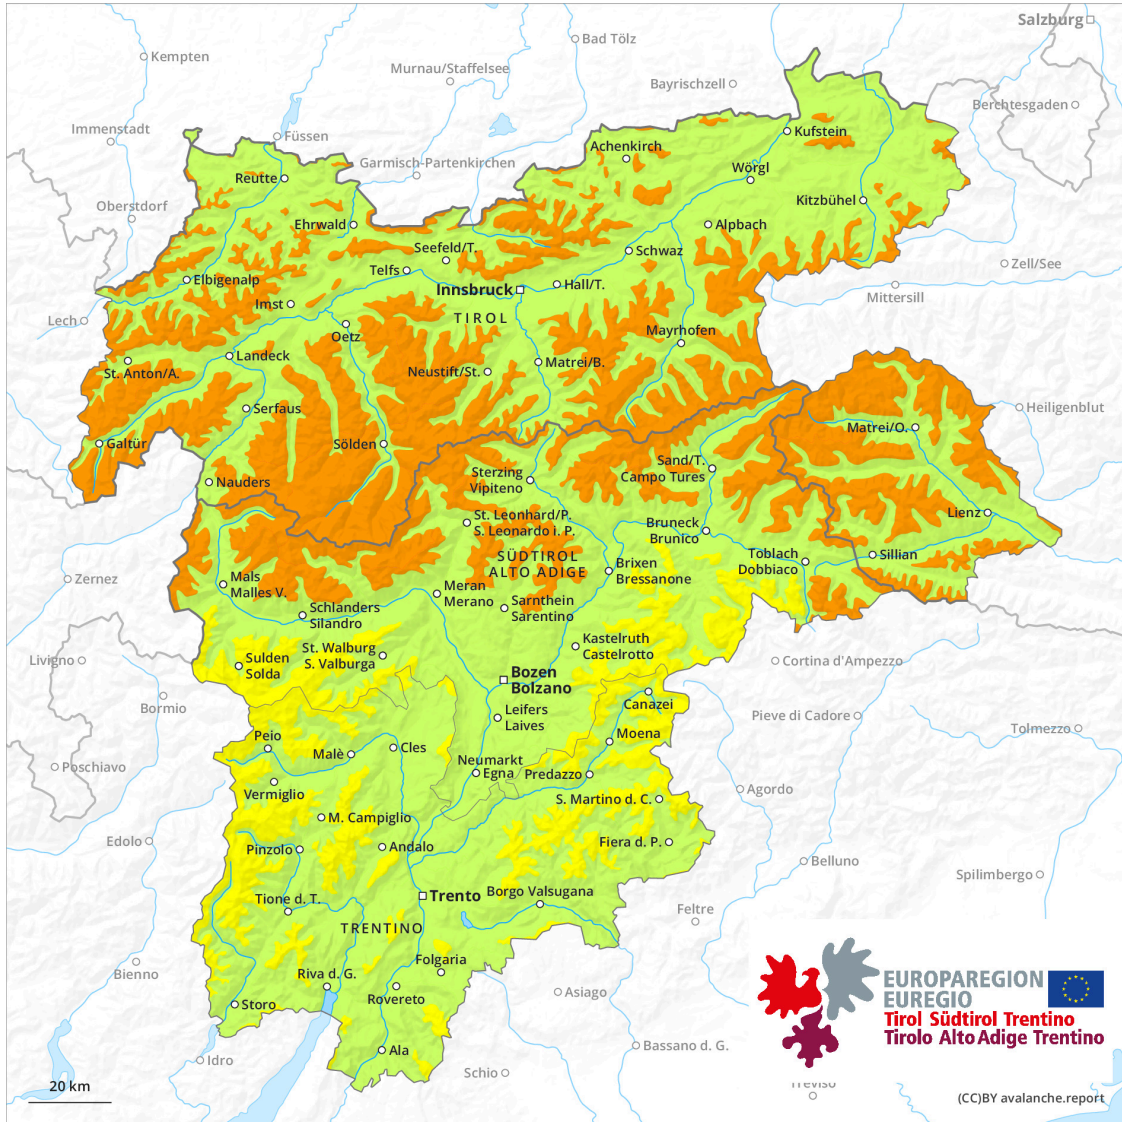 Salzburg
Bad Tölz
Kempten
Murnau/Staffelsee
Bayrischzell
Berchtesgaden
Immenstadt
Füssen
Kufstein
Achenkirch
Garmisch-Partenkirchen
Wörgl
Reutte
Oberstdorf
Kitzbühel
Ehrwald
Alpbach
Seefeld/T.
Schwaz
Zell/See
Telfs
Elbigenalp
Innsbruck
Hall/T.
Mittersill
Imst
TIROL
Lech
Oetz
Mayrhofen
Landeck
Matrei/B.
St. Anton/A.
Neustift/St.
Serfaus
Heiligenblut
Matrei/O.
Galtür
Sölden
Sand/T.
Campo Tures
Sterzing
Vipiteno
Nauders
St. Leonhard/P.
S. Leonardo i. P.
Lienz
Bruneck
Brunico
SÜDTIROL
ALTO ADIGE
Toblach
Dobbiaco
Sillian
Brixen
Bressanone
Zernez
Mals
Malles V.
Meran
Merano
Sarnthein
Sarentino
Schlanders
Silandro
Kastelruth
Castelrotto
St. Walburg
S. Valburga
Livigno
Sulden
Solda
Cortina d'Ampezzo
Bozen
Bolzano
Bormio
Canazei
Leifers
Laives
Pieve di Cadore
Tolmezzo
Moena
Peio
Malè
Cles
Neumarkt
Egna
Predazzo
Poschiavo
Vermiglio
Agordo
S. Martino d. C.
M. Campiglio
Edolo
Pinzolo
Andalo
Fiera d. P.
Belluno
Spilimbergo
Trento
Borgo Valsugana
Tione d. T.
Feltre
TRENTINO
Folgaria
Bienno
Riva d. G.
Rovereto
Asiago
Storo
Ala
Bassano d. G.
Idro
Schio
Treviso
EUROPAREGION
EUREGIO
Tirol Südtirol Trentino
Tirolo Alto Adige Trentino
20 km
(CC)BY avalanche.report